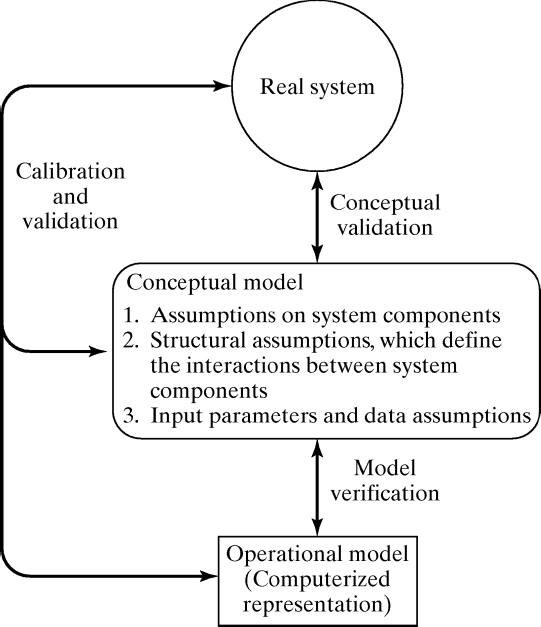 Real system
Calibration
and
validation
Conceptual
validation
Conceptual model
1. Assumptions on system components
2. Structural assumptions, which define
the interactions between system
components
3. Input parameters and data assumptions
Model
verification
Operational model
(Computerized
representation)